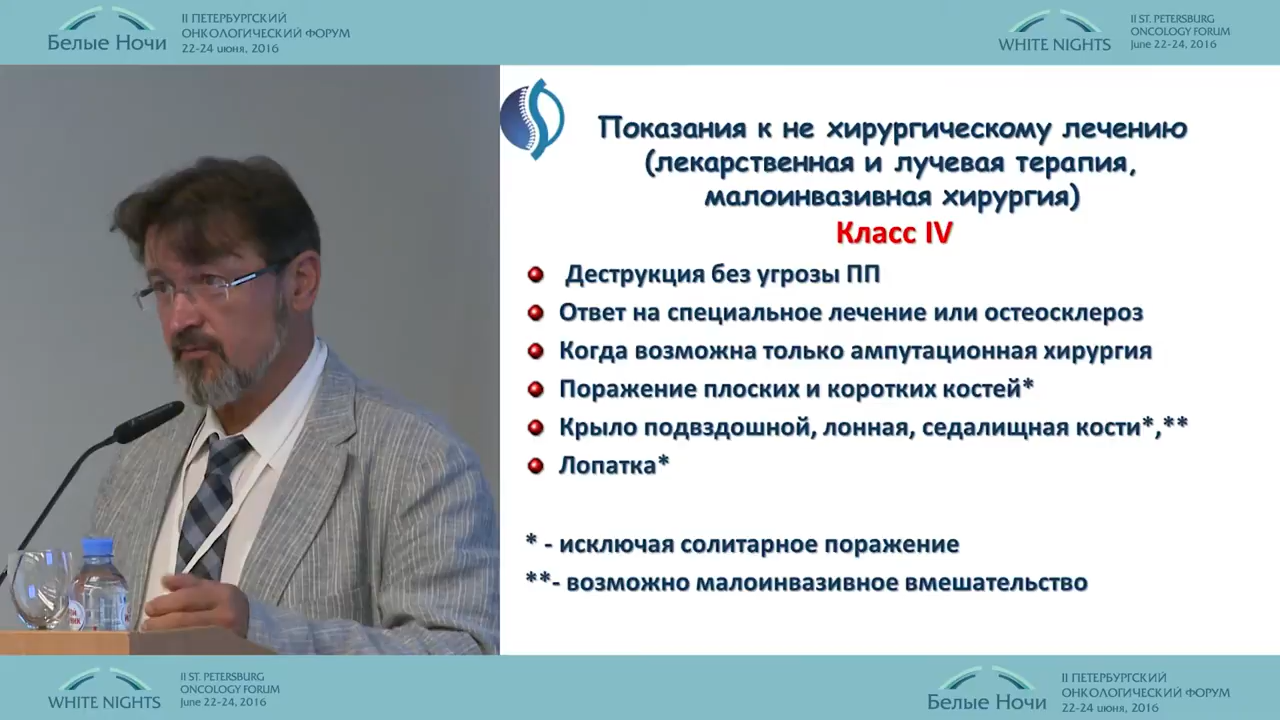 Белые Ночи
II ПЕТЕРБУРГСКИЙ
ОНКОЛОГИЧЕСКИЙ ФОРУМ
22-24 июня, 2016
WHITE NIGHTS
II ST. PETERSBURG
ONCOLOGY FORUM
June 22-24, 2016
Показания к не хирургическому лечению
(лекарственная и лучевая терапия,
малоинвазивная хирургия)
Класс IV
Деструкция без угрозы ПП
Ответ на специальное лечение или остеосклероз
Когда возможна только ампутационная хирургия
Поражение плоских и коротких костей*
Крыло подвздошной, лонная, седалищная кости*,**
Лопатка*
* - исключая солитарное поражение
**- возможно малоинвазивное вмешательство
WHITE NIGHTS
II ST. PETERSBURG
ONCOLOGY FORUM
June 22-24, 2016
Белые Ночи
II ПЕТЕРБУРГСКИЙ
ОНКОЛОГИЧЕСКИЙ ФОРУМ
22-24 июня, 2016